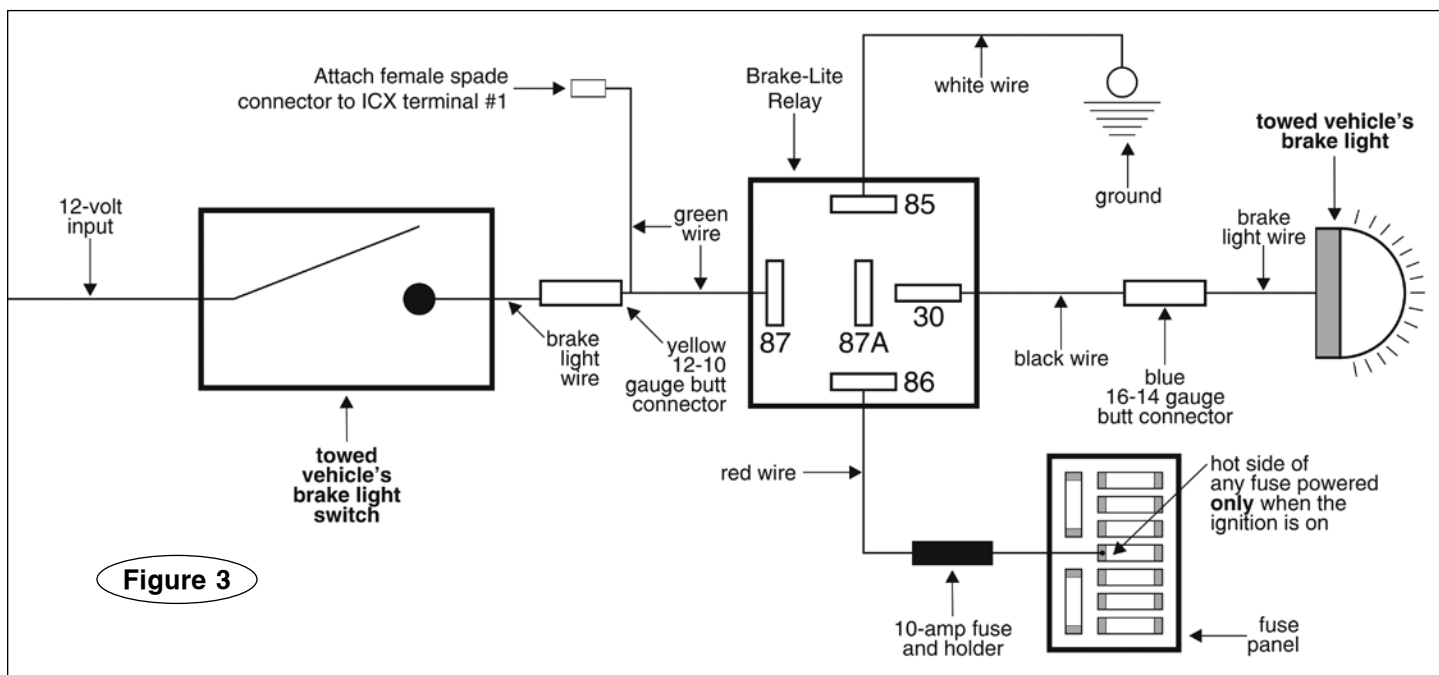 Attach female spade
connector to ICX terminal #1
Brake-Lite
Relay
white wire
towed vehicle's
brake light
12-volt
input
green
wire
85
ground
brake
light wire
87
87A
30
86
brake
light
wire
yellow
12-10
gauge butt
connector
black wire
blue
16-14 gauge
butt connector
towed
vehicle's
brake light
switch
red wire
hot side of
any fuse powered
only when the
ignition is on
Figure 3
10-amp fuse
and holder
fuse
panel